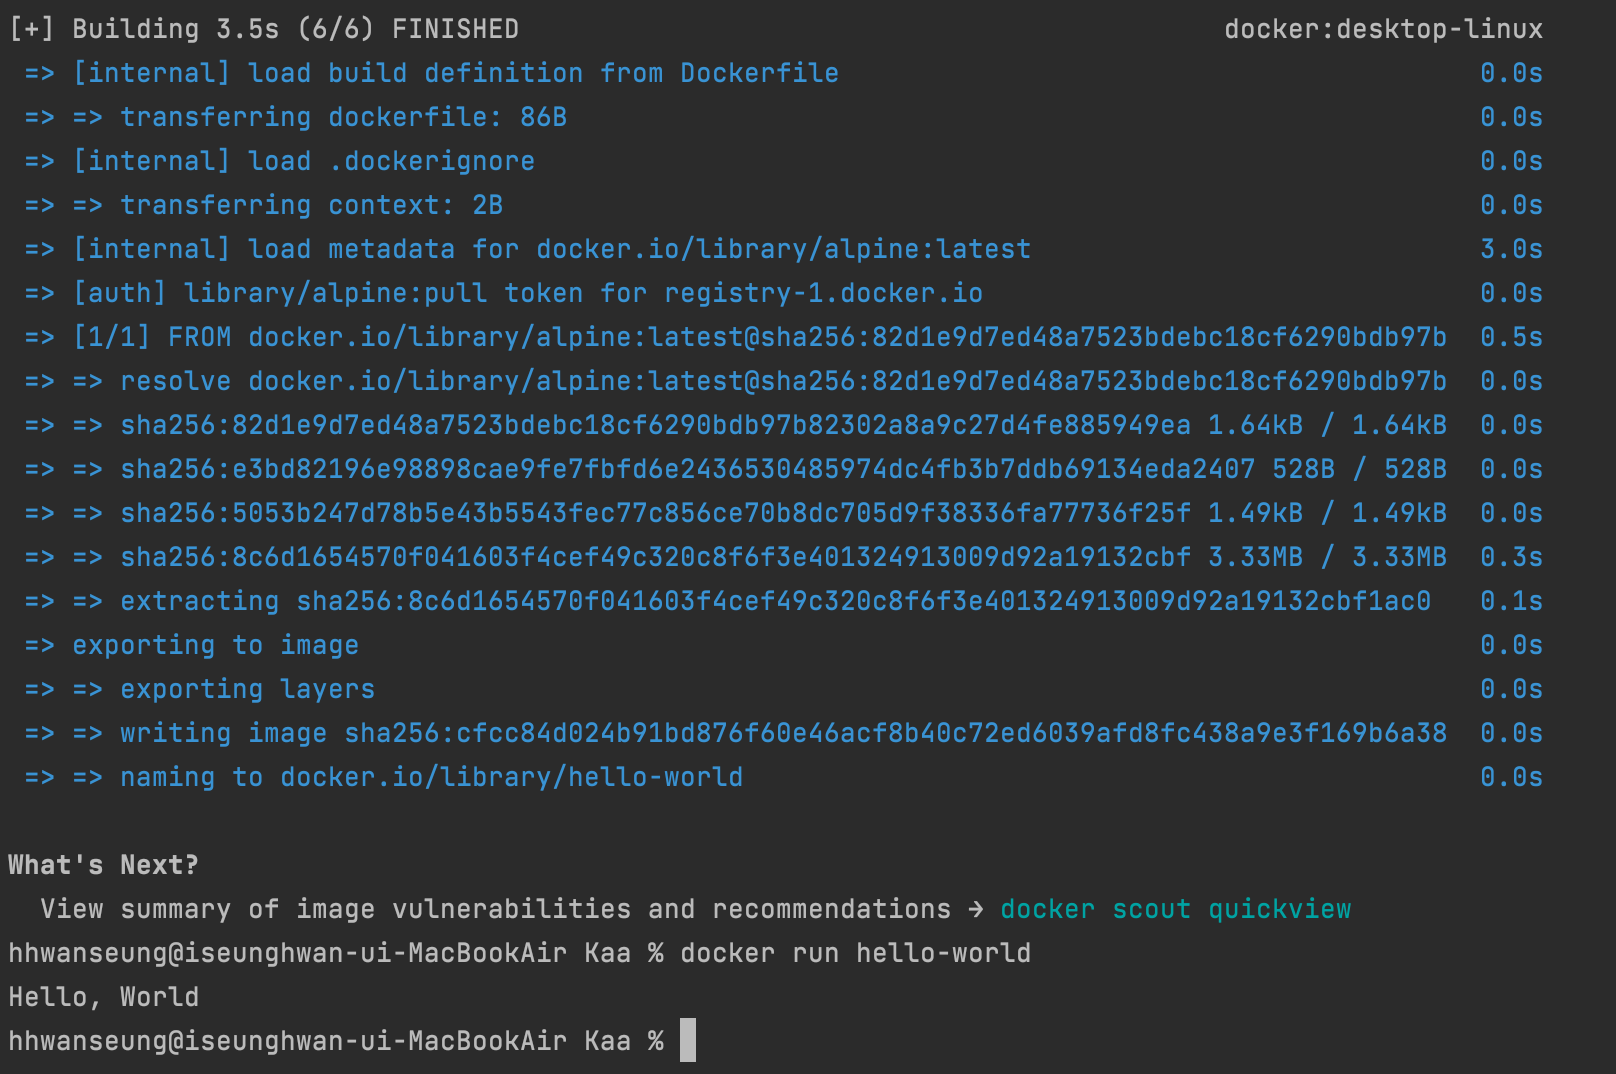 [+] Building 3.5s (6/6) FINISHED docker:desktop-linux
=> [internal] load build definition from Dockerfile 0.0s
=> => transferring dockerfile: 86B 0.0s
=> [internal] load .dockerignore 0.0s
=> => transferring context: 2B 0.0s
=> [internal] load metadata for docker.io/library/alpine:latest 3.0s
=> [auth] library/alpine:pull token for registry-1.docker.io 0.0s
=> [1/1] FROM docker.io/library/alpine:latest@sha256:82d1e9d7ed48a7523bdebc18cf6290bdb97b 0.5s
=> => resolve docker.io/library/alpine:latest@sha256:82d1e9d7ed48a7523bdebc18cf6290bdb97b 0.0s
=> => sha256:82d1e9d7ed48a7523bdebc18cf6290bdb97b82302a8a9c27d4fe885949ea 1.64kB / 1.64kB 0.0s
=> => sha256:e3bd82196e98898cae9fe7fbfd6e2436530485974dc4fb3b7ddb69134eda2407 528B / 528B 0.0s
=> => sha256:5053b247d78b5e43b5543fec77c856ce70b8dc705d9f38336fa77736f25f 1.49kB / 1.49kB 0.0s
=> => sha256:8c6d1654570f041603f4cef49c320c8f6f3e401324913009d92a19132cbf 3.33MB / 3.33MB 0.3s
=> => extracting sha256:8c6d1654570f041603f4cef49c320c8f6f3e401324913009d92a19132cbf1ac0 0.1s
=> exporting to image 0.0s
=> => exporting layers 0.0s
=> => writing image sha256:cfcc84d024b91bd876f60e46acf8b40c72ed6039afd8fc438a9e3f169b6a38 0.0s
=> => naming to docker.io/library/hello-world 0.0s
What's Next?
View summary of image vulnerabilities and recommendations → docker scout quickview
hhwanseung@iseunghwan-ui-MacBookAir Kaa % docker run hello-world
Hello, World
hhwanseung@iseunghwan-ui-MacBookAir Kaa %